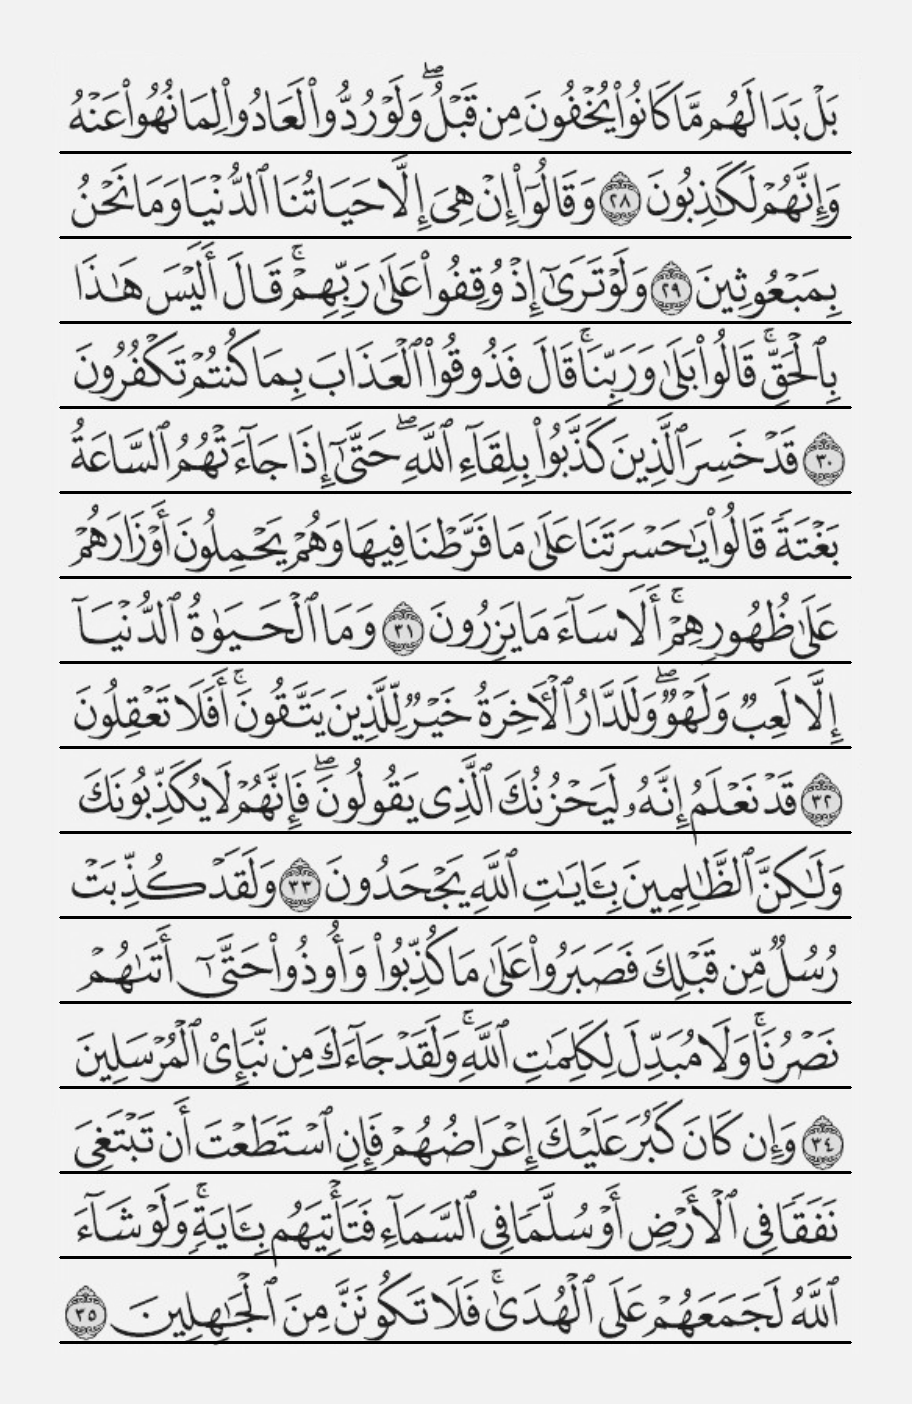 بَلْ بَدَا لَهُم مَّا كَانُوا۟ يُخْفُونَ مِن قَبْلُ ۖ وَلَوْ رُدُّوا۟ لَعَادُوا۟ لِمَا نُهُوا۟ عَنْهُ
وَإِنَّهُمْ لَكَـٰذِبُونَ ٢٨ وَقَالُوٓا۟ إِنْ هِىَ إِلَّا حَيَاتُنَا ٱلدُّنْيَا وَمَا نَحْنُ
بِمَبْعُوثِينَ ٢٩ وَلَوْ تَرَىٰٓ إِذْ وُقِفُوا۟ عَلَىٰ رَبِّهِمْ ۚ قَالَ أَلَيْسَ هَـٰذَا
بِٱلْحَقِّ ۚ قَالُوا۟ بَلَىٰ وَرَبِّنَا ۚ قَالَ فَذُوقُوا۟ ٱلْعَذَابَ بِمَا كُنتُمْ تَكْفُرُونَ
٣٠ قَدْ خَسِرَ ٱلَّذِينَ كَذَّبُوا۟ بِلِقَآءِ ٱللَّهِ ۖ حَتَّىٰٓ إِذَا جَآءَتْهُمُ ٱلسَّاعَةُ
بَغْتَةً قَالُوا۟ يَـٰحَسْرَتَنَا عَلَىٰ مَا فَرَّطْنَا فِيهَا وَهُمْ يَحْمِلُونَ أَوْزَارَهُمْ
عَلَىٰ ظُهُورِهِمْ ۚ أَلَا سَآءَ مَا يَزِرُونَ ٣١ وَمَا ٱلْحَيَوٰةُ ٱلدُّنْيَآ
إِلَّا لَعِبٌ وَلَهْوٌ ۖ وَلَلدَّارُ ٱلْـَٔاخِرَةُ خَيْرٌ لِّلَّذِينَ يَتَّقُونَ ۗ أَفَلَا تَعْقِلُونَ
٣٢ قَدْ نَعْلَمُ إِنَّهُۥ لَيَحْزُنُكَ ٱلَّذِى يَقُولُونَ ۖ فَإِنَّهُمْ لَا يُكَذِّبُونَكَ
وَلَـٰكِنَّ ٱلظَّـٰلِمِينَ بِـَٔايَـٰتِ ٱللَّهِ يَجْحَدُونَ ٣٣ وَلَقَدْ كُذِّبَتْ
رُسُلٌ مِّن قَبْلِكَ فَصَبَرُوا۟ عَلَىٰ مَا كُذِّبُوا۟ وَأُوذُوا۟ حَتَّىٰٓ أَتَىٰهُمْ
نَصْرُنَا ۚ وَلَا مُبَدِّلَ لِكَلِمَـٰتِ ٱللَّهِ ۚ وَلَقَدْ جَآءَكَ مِن نَّبَإِى۟ ٱلْمُرْسَلِينَ
٣٤ وَإِن كَانَ كَبُرَ عَلَيْكَ إِعْرَاضُهُمْ فَإِنِ ٱسْتَطَعْتَ أَن تَبْتَغِىَ
نَفَقًا فِى ٱلْأَرْضِ أَوْ سُلَّمًا فِى ٱلسَّمَآءِ فَتَأْتِيَهُم بِـَٔايَةٍ ۚ وَلَوْ شَآءَ
ٱللَّهُ لَجَمَعَهُمْ عَلَى ٱلْهُدَىٰ ۚ فَلَا تَكُونَنَّ مِنَ ٱلْجَـٰهِلِينَ ٣٥